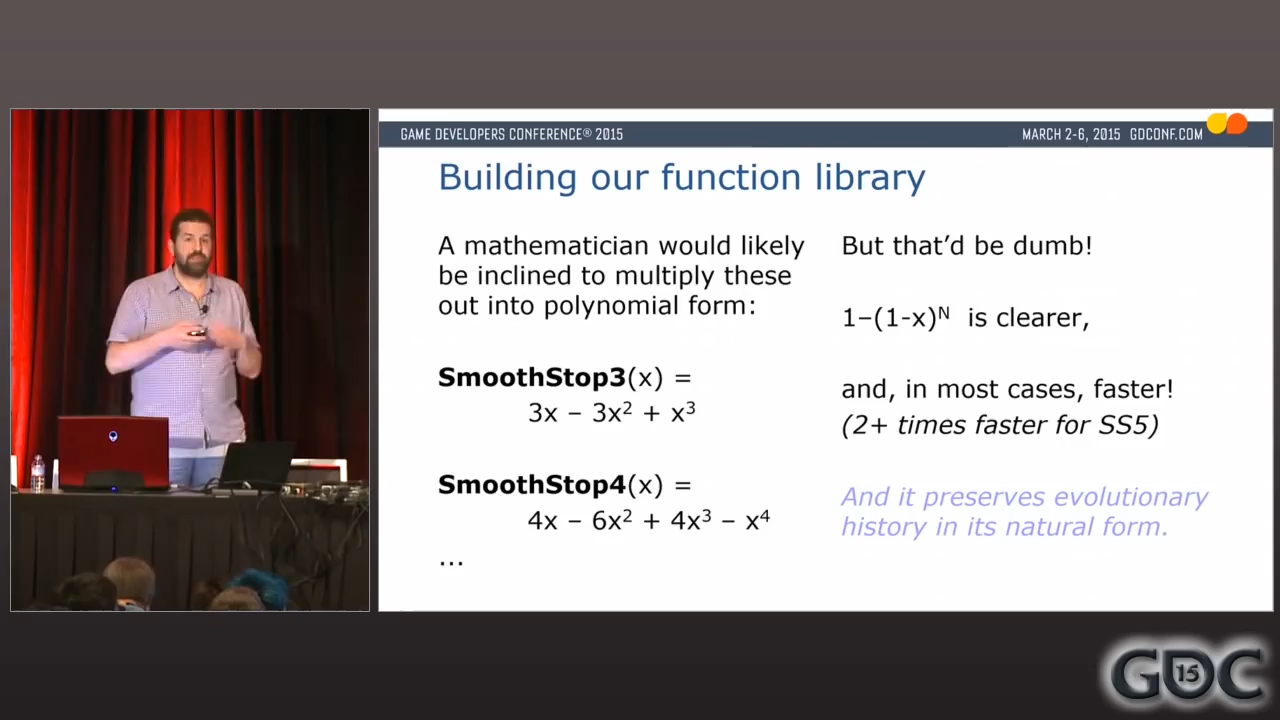 GAME DEVELOPERS CONFERENCE® 2015
MARCH 2-6, 2015 GDCONF.COM
Building our function library
A mathematician would likely
be inclined to multiply these
out into polynomial form:
SmoothStop3(x) =
3x – 3x² + x³
SmoothStop4(x) =
4x – 6x² + 4x³ – x⁴
...
But that’d be dumb!
1–(1-x)ᴺ is clearer,
and, in most cases, faster!
(2+ times faster for SS5)
And it preserves evolutionary
history in its natural form.
GDC
15